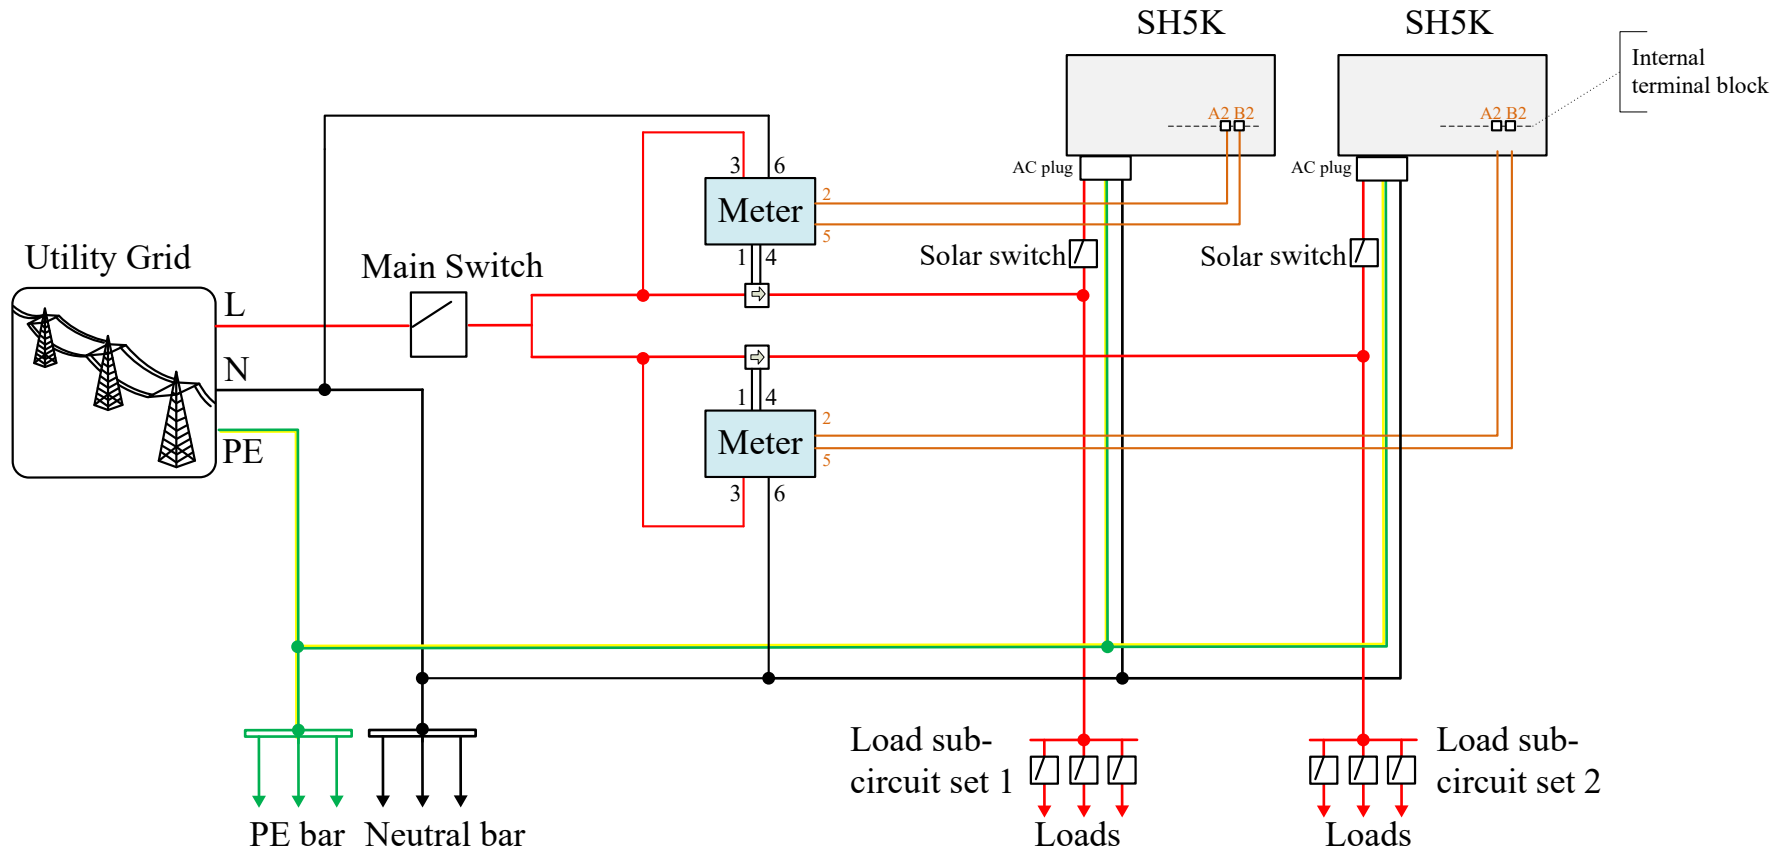 SH5K
SH5K
Internal
terminal block
A2 B2
A2 B2
AC plug
AC plug
3 6
Meter
2
5
1 4
Solar switch
Solar switch
Utility Grid
Main Switch
L
N
PE
1 4
Meter
2
5
3 6
Load sub-
circuit set 1
Load sub-
circuit set 2
PE bar
Neutral bar
Loads
Loads